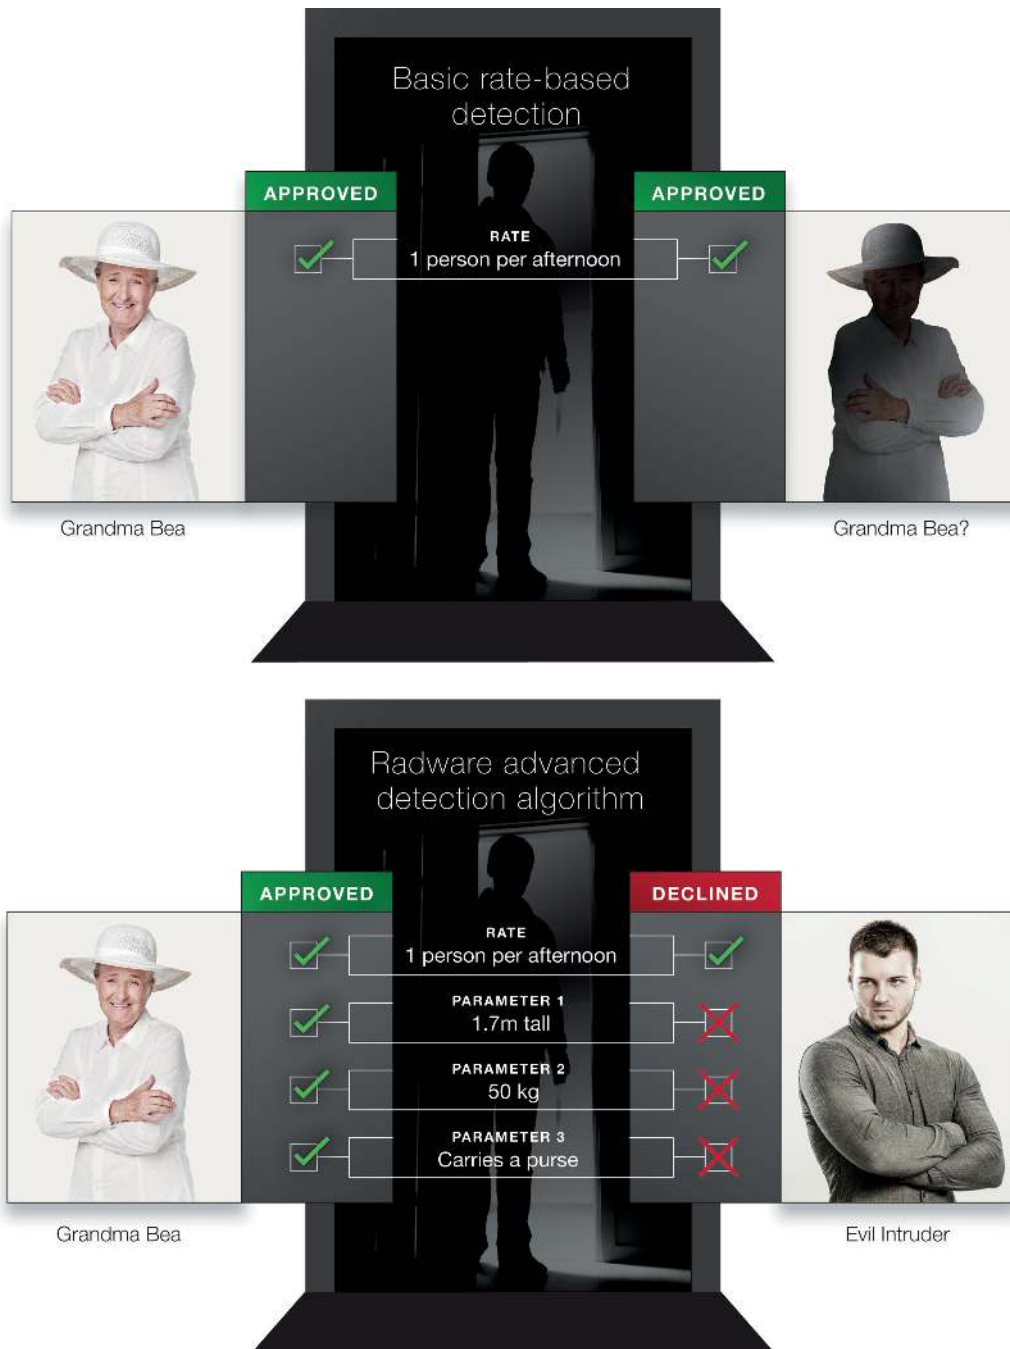 Basic rate-based
detection
APPROVED
APPROVED
RATE
1 person per afternoon
Grandma Bea
Grandma Bea?
Radware advanced
detection algorithm
APPROVED
DECLINED
RATE
1 person per afternoon
PARAMETER 1
1.7m tall
PARAMETER 2
50 kg
PARAMETER 3
Carries a purse
Grandma Bea
Evil Intruder